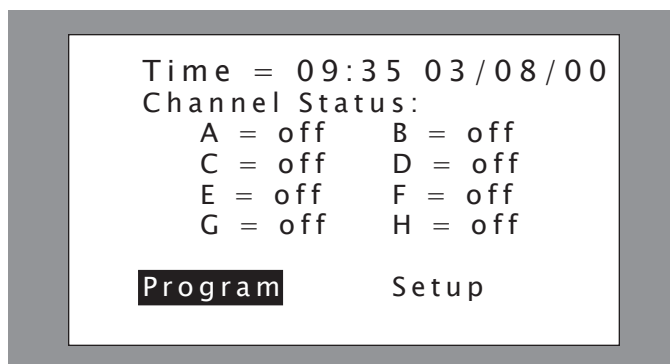 Time = 09:35 03/08/00
Channel Status:
A = off B = off
C = off D = off
E = off F = off
G = off H = off
Program Setup